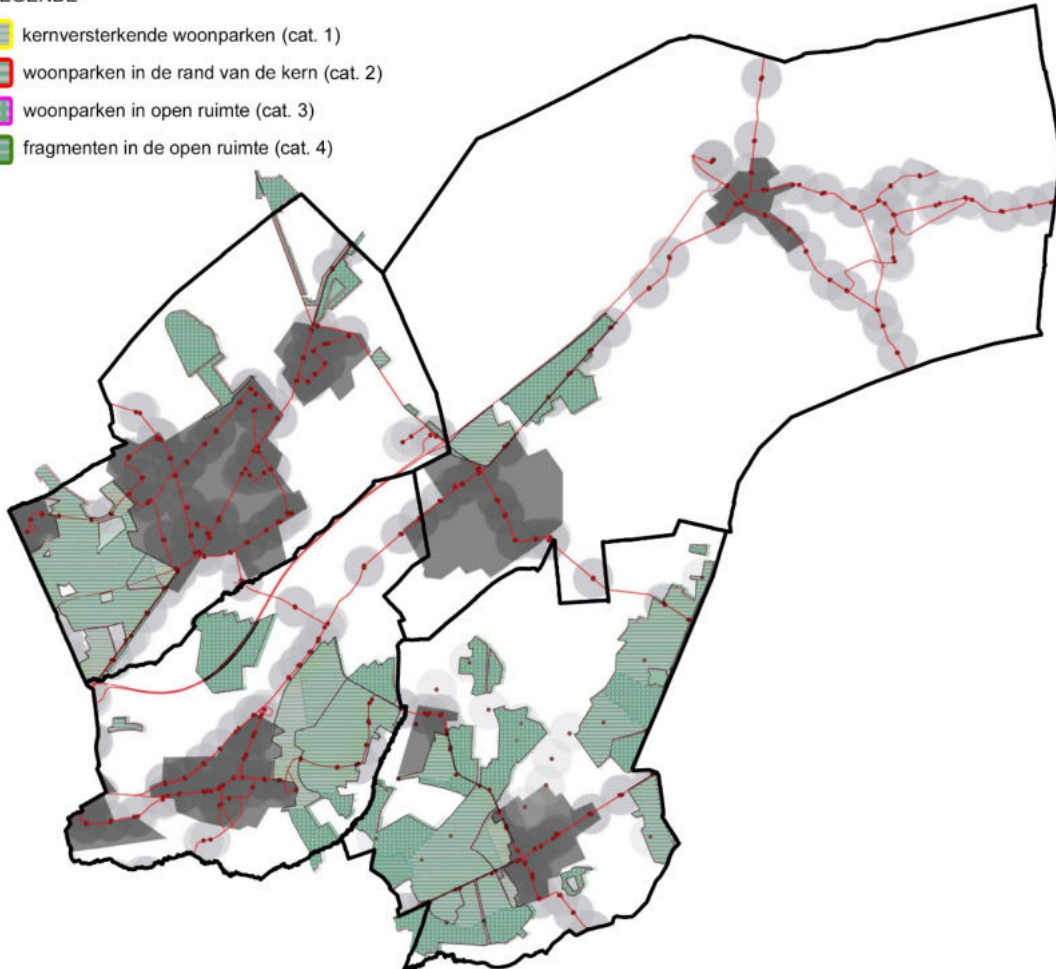 kernversterkende woonparken (cat. 1)
woonparken in de rand van de kern (cat. 2)
woonparken in open ruimte (cat. 3)
fragmenten in de open ruimte (cat. 4)